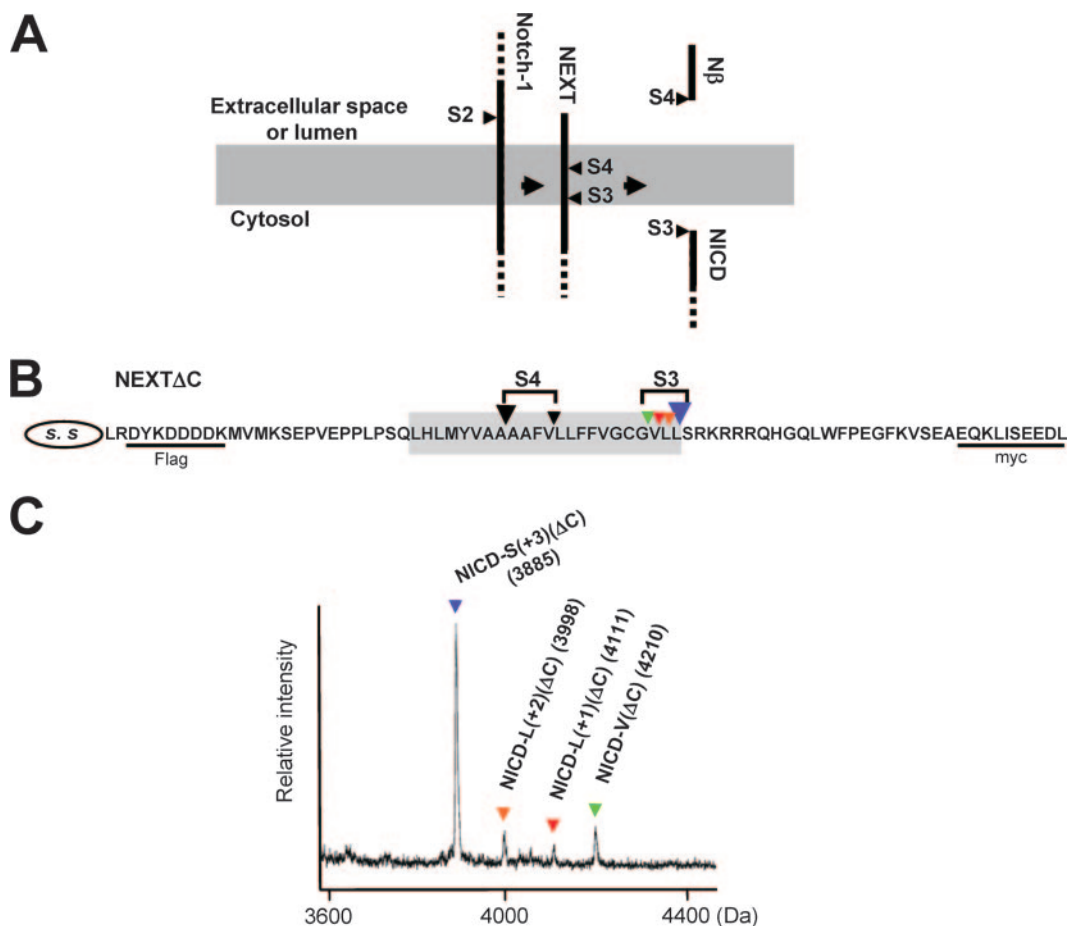 A
Notch-1
NEXT
Nβ
S4
Extracellular space
or lumen
S2
S4
S3
Cytosol
S3
NICD
B
NEXTΔC
S4
S3
s. s
LRDYKDDDDKMVMKSEPVEPPLPSQLHLMYVAAAAFVLLFFVGCGVLLSRKRRRQHGQLWFPEGFKVSEAEQKLISEEDL
Flag
myc
C
NICD-S(+3)(ΔC)
(3885)
NICD-L(+2)(ΔC) (3998)
NICD-L(+1)(ΔC) (4111)
NICD-V(ΔC) (4210)
Relative intensity
3600
4000
4400 (Da)